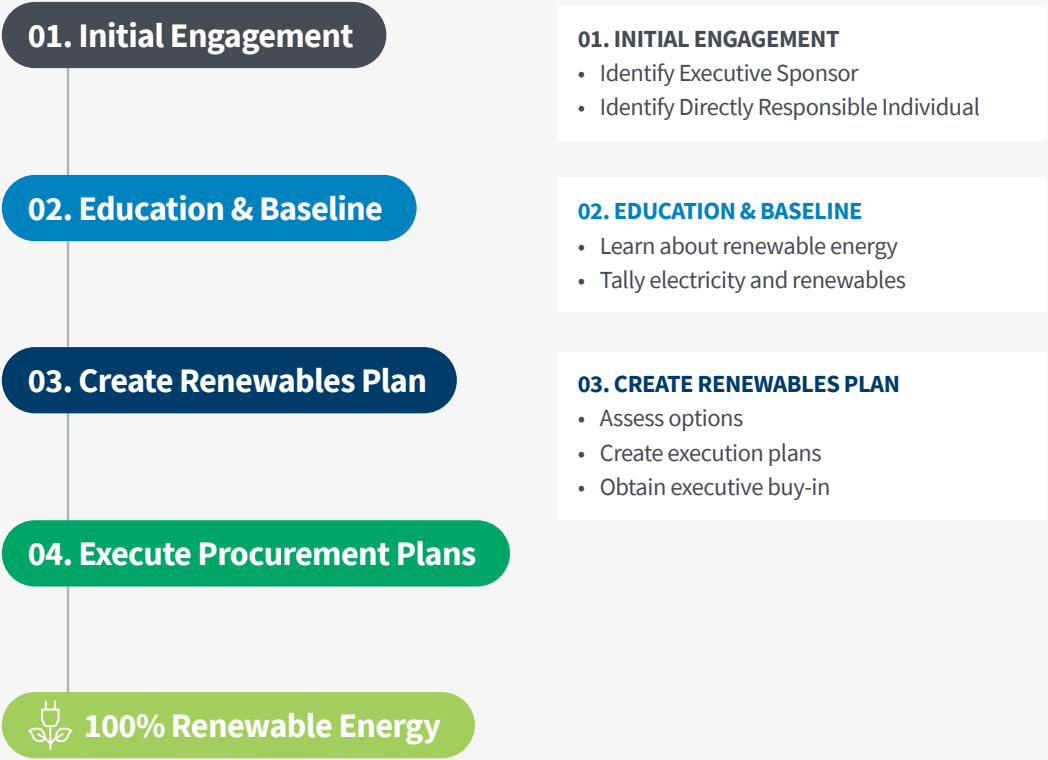 01. Initial Engagement
01. INITIAL ENGAGEMENT
• Identify Executive Sponsor
• Identify Directly Responsible Individual
02. Education & Baseline
02. EDUCATION & BASELINE
• Learn about renewable energy
• Tally electricity and renewables
03. Create Renewables Plan
03. CREATE RENEWABLES PLAN
• Assess options
• Create execution plans
• Obtain executive buy-in
04. Execute Procurement Plans
100% Renewable Energy